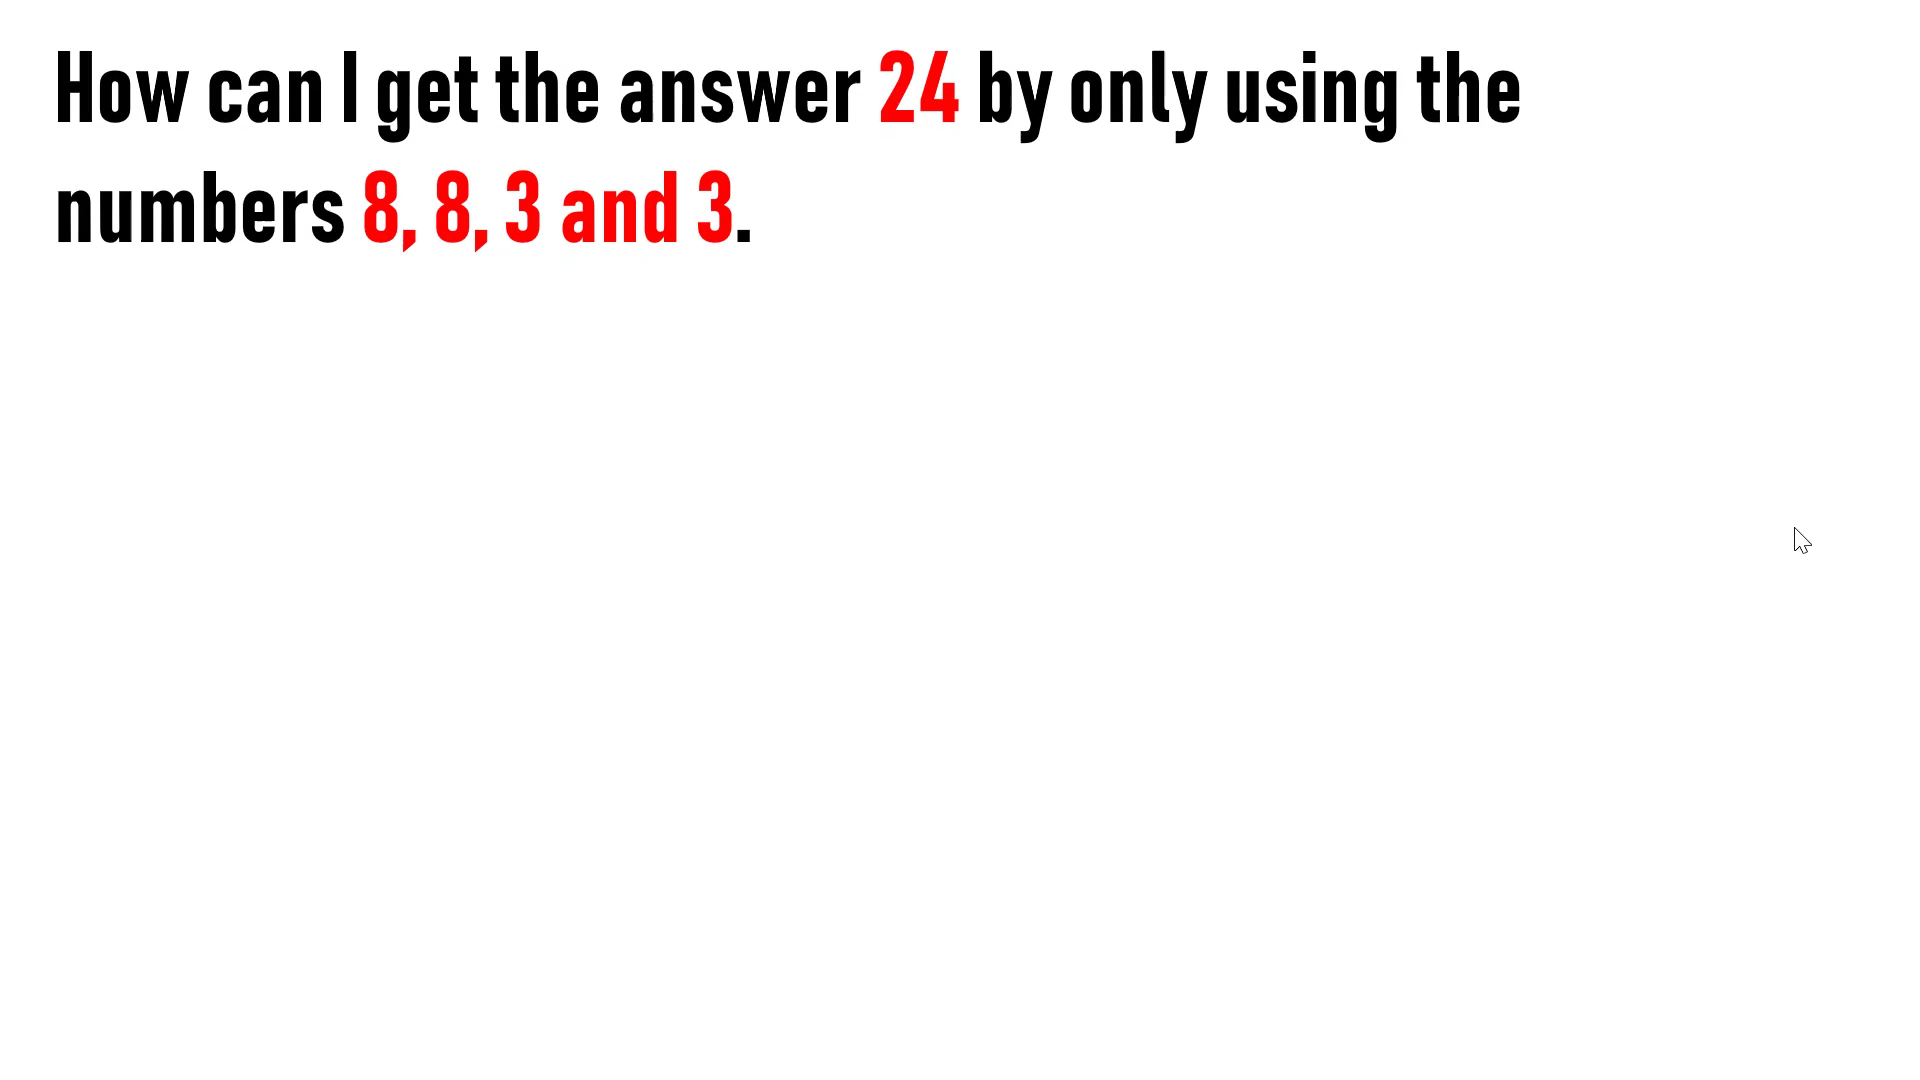 How can I get the answer 24 by only using the
numbers 8, 8, 3 and 3.